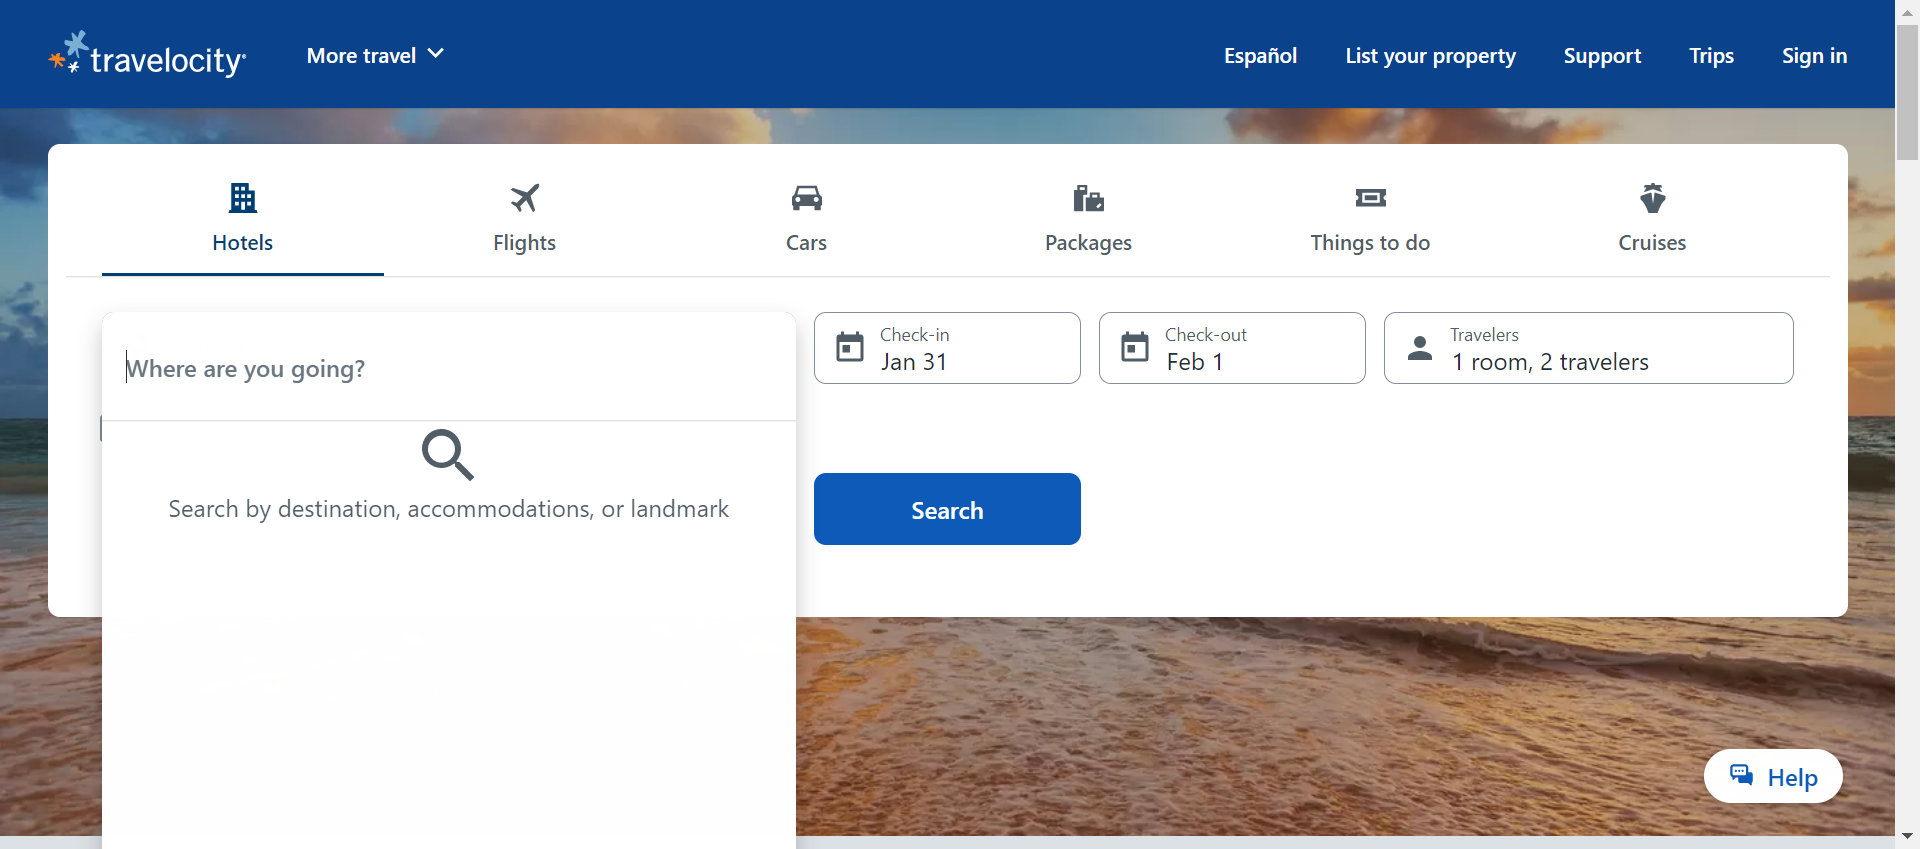 travelocity
More travel
Español
List your property
Support
Trips
Sign in
Hotels
Flights
Cars
Packages
Things to do
Cruises
Where are you going?
Check-in
Jan 31
Check-out
Feb 1
Travelers
1 room, 2 travelers
Search by destination, accommodations, or landmark
Search
Help